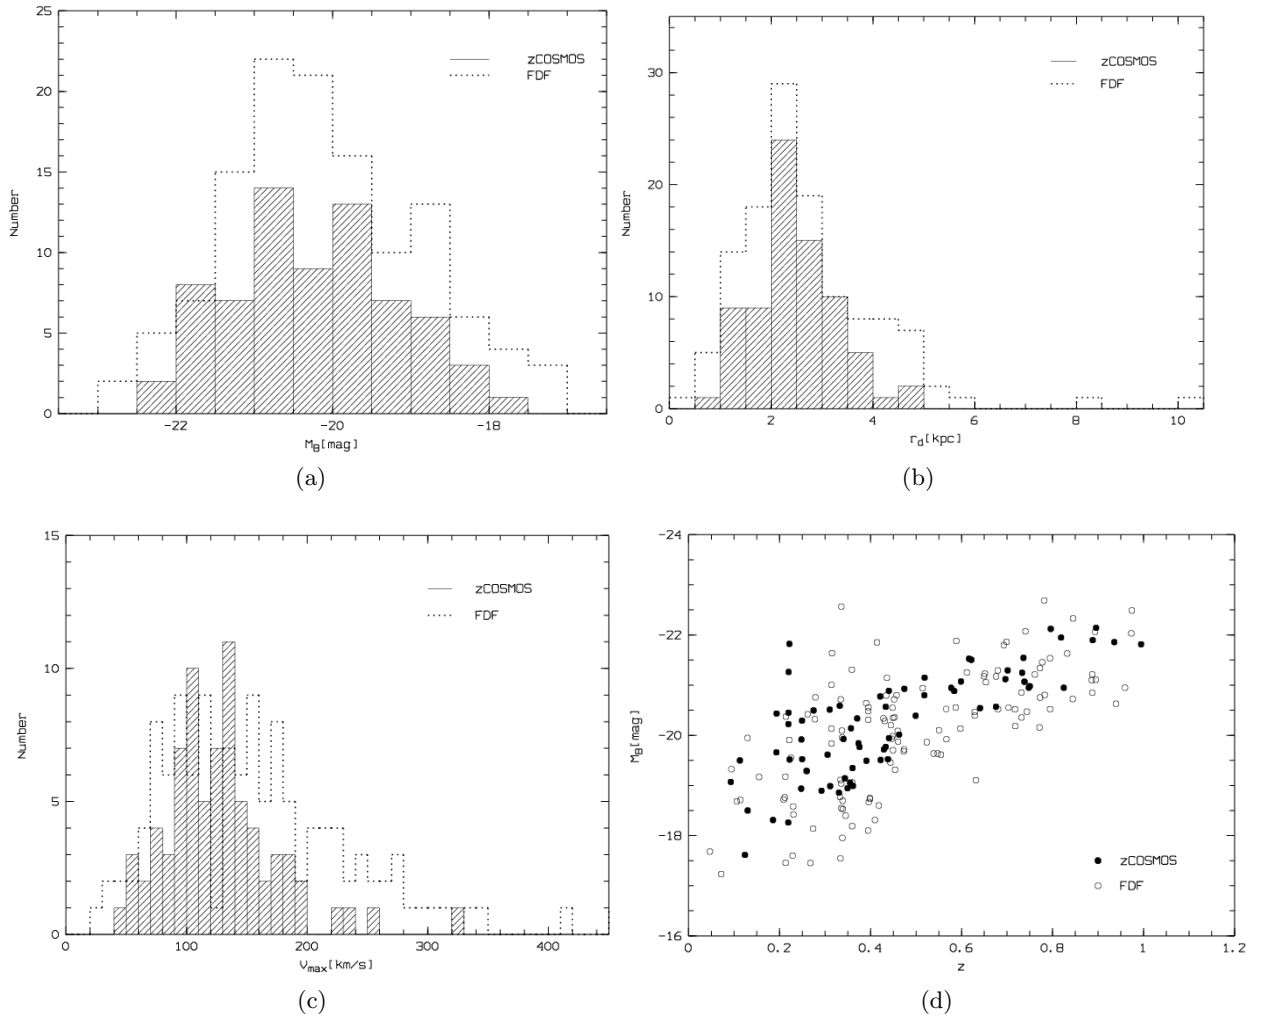 25
20
15
10
5
0
Number
-22
-20
-18
M_B[mag]
zCOSMOS
FDF
(a)
30
20
10
0
Number
0
2
4
6
8
10
r_d[kpc]
zCOSMOS
FDF
(b)
15
10
5
0
Number
0
100
200
300
400
V_max[km/s]
zCOSMOS
FDF
(c)
-24
-22
-20
-18
-16
M_B[mag]
0
0.2
0.4
0.6
0.8
1
1.2
z
zCOSMOS
FDF
(d)